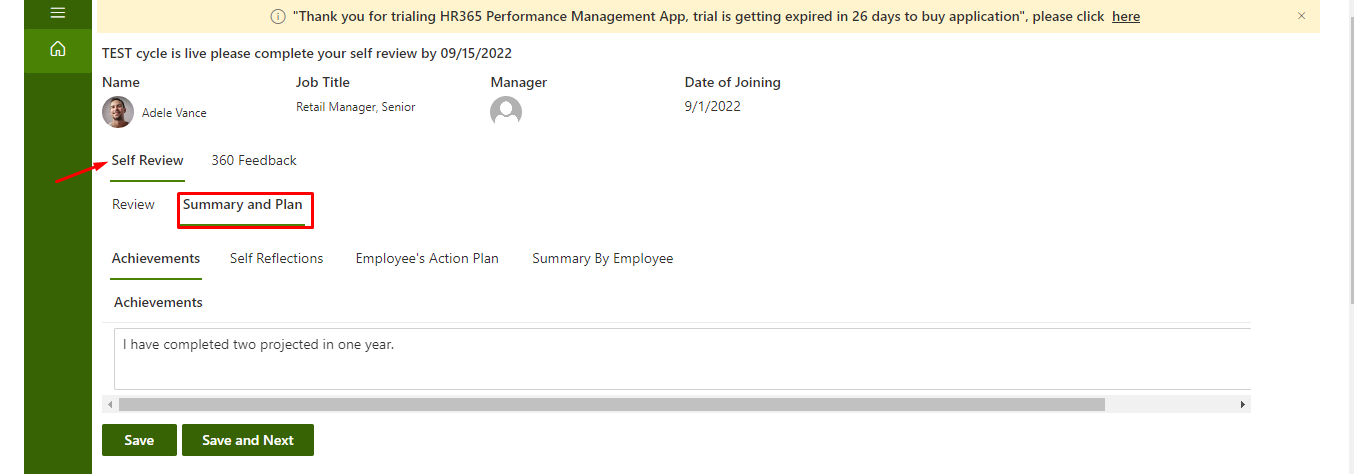 "Thank you for trialing HR365 Performance Management App, trial is getting expired in 26 days to buy application", please click here
TEST cycle is live please complete your self review by 09/15/2022
Name Job Title Manager Date of Joining
Adele Vance Retail Manager, Senior 9/1/2022
Self Review 360 Feedback
Review Summary and Plan
Achievements Self Reflections Employee's Action Plan Summary By Employee
Achievements
I have completed two projected in one year.
Save Save and Next